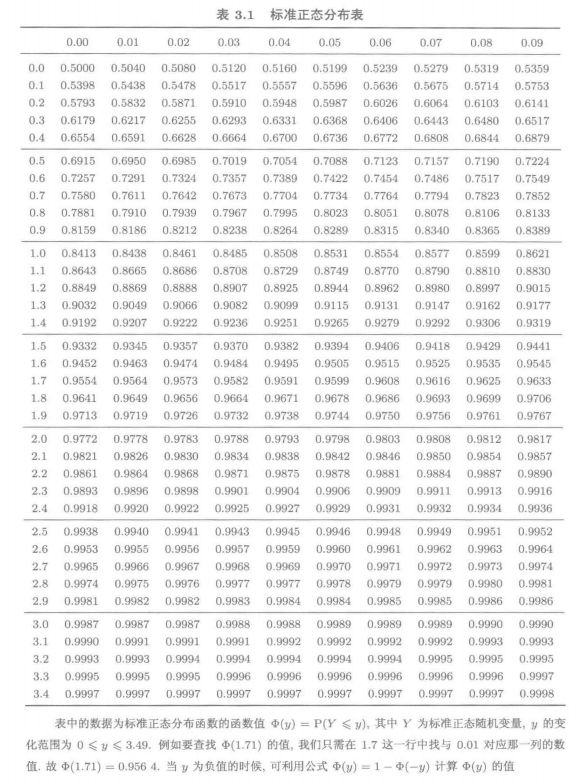 表 3.1 标准正态分布表
0.00 0.01 0.02 0.03 0.04 0.05 0.06 0.07 0.08 0.09
0.0 0.5000 0.5040 0.5080 0.5120 0.5160 0.5199 0.5239 0.5279 0.5319 0.5359
0.1 0.5398 0.5438 0.5478 0.5517 0.5557 0.5596 0.5636 0.5675 0.5714 0.5753
0.2 0.5793 0.5832 0.5871 0.5910 0.5948 0.5987 0.6026 0.6064 0.6103 0.6141
0.3 0.6179 0.6217 0.6255 0.6293 0.6331 0.6368 0.6406 0.6443 0.6480 0.6517
0.4 0.6554 0.6591 0.6628 0.6664 0.6700 0.6736 0.6772 0.6808 0.6844 0.6879
0.5 0.6915 0.6950 0.6985 0.7019 0.7054 0.7088 0.7123 0.7157 0.7190 0.7224
0.6 0.7257 0.7291 0.7324 0.7357 0.7389 0.7422 0.7454 0.7486 0.7517 0.7549
0.7 0.7580 0.7611 0.7642 0.7673 0.7704 0.7734 0.7764 0.7794 0.7823 0.7852
0.8 0.7881 0.7910 0.7939 0.7967 0.7995 0.8023 0.8051 0.8078 0.8106 0.8133
0.9 0.8159 0.8186 0.8212 0.8238 0.8264 0.8289 0.8315 0.8340 0.8365 0.8389
1.0 0.8413 0.8438 0.8461 0.8485 0.8508 0.8531 0.8554 0.8577 0.8599 0.8621
1.1 0.8643 0.8665 0.8686 0.8708 0.8729 0.8749 0.8770 0.8790 0.8810 0.8830
1.2 0.8849 0.8869 0.8888 0.8907 0.8925 0.8944 0.8962 0.8980 0.8997 0.9015
1.3 0.9032 0.9049 0.9066 0.9082 0.9099 0.9115 0.9131 0.9147 0.9162 0.9177
1.4 0.9192 0.9207 0.9222 0.9236 0.9251 0.9265 0.9279 0.9292 0.9306 0.9319
1.5 0.9332 0.9345 0.9357 0.9370 0.9382 0.9394 0.9406 0.9418 0.9429 0.9441
1.6 0.9452 0.9463 0.9474 0.9484 0.9495 0.9505 0.9515 0.9525 0.9535 0.9545
1.7 0.9554 0.9564 0.9573 0.9582 0.9591 0.9599 0.9608 0.9616 0.9625 0.9633
1.8 0.9641 0.9649 0.9656 0.9664 0.9671 0.9678 0.9686 0.9693 0.9699 0.9706
1.9 0.9713 0.9719 0.9726 0.9732 0.9738 0.9744 0.9750 0.9756 0.9761 0.9767
2.0 0.9772 0.9778 0.9783 0.9788 0.9793 0.9798 0.9803 0.9808 0.9812 0.9817
2.1 0.9821 0.9826 0.9830 0.9834 0.9838 0.9842 0.9846 0.9850 0.9854 0.9857
2.2 0.9861 0.9864 0.9868 0.9871 0.9875 0.9878 0.9881 0.9884 0.9887 0.9890
2.3 0.9893 0.9896 0.9898 0.9901 0.9904 0.9906 0.9909 0.9911 0.9913 0.9916
2.4 0.9918 0.9920 0.9922 0.9925 0.9927 0.9929 0.9931 0.9932 0.9934 0.9936
2.5 0.9938 0.9940 0.9941 0.9943 0.9945 0.9946 0.9948 0.9949 0.9951 0.9952
2.6 0.9953 0.9955 0.9956 0.9957 0.9959 0.9960 0.9961 0.9962 0.9963 0.9964
2.7 0.9965 0.9966 0.9967 0.9968 0.9969 0.9970 0.9971 0.9972 0.9973 0.9974
2.8 0.9974 0.9975 0.9976 0.9977 0.9977 0.9978 0.9979 0.9979 0.9980 0.9981
2.9 0.9981 0.9982 0.9982 0.9983 0.9984 0.9984 0.9985 0.9985 0.9986 0.9986
3.0 0.9987 0.9987 0.9987 0.9988 0.9988 0.9989 0.9989 0.9989 0.9990 0.9990
3.1 0.9990 0.9991 0.9991 0.9991 0.9992 0.9992 0.9992 0.9992 0.9993 0.9993
3.2 0.9993 0.9993 0.9994 0.9994 0.9994 0.9994 0.9994 0.9995 0.9995 0.9995
3.3 0.9995 0.9995 0.9995 0.9996 0.9996 0.9996 0.9996 0.9996 0.9996 0.9997
3.4 0.9997 0.9997 0.9997 0.9997 0.9997 0.9997 0.9997 0.9997 0.9997 0.9998
表中的数据为标准正态分布函数的函数值 Φ(y) = P(Y ⩽ y), 其中 Y 为标准正态随机变量, y 的变
化范围为 0 ⩽ y ⩽ 3.49. 例如要查找 Φ(1.71) 的值, 我们只需在 1.7 这一行中找与 0.01 对应那一列的数
值. 故 Φ(1.71) = 0.956 4. 当 y 为负值的时候, 可利用公式 Φ(y) = 1 − Φ(−y) 计算 Φ(y) 的值